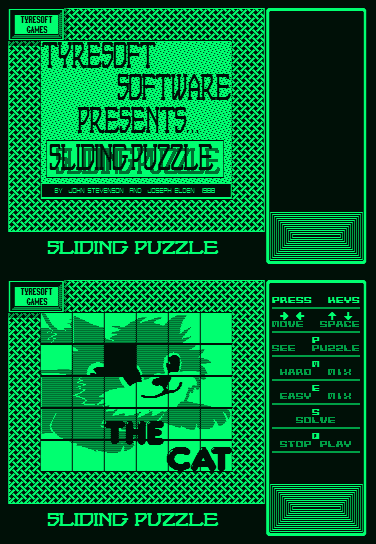 TYRESOFT
GAMES
TYRESOFT
SOFTWARE
PRESENTS...
SLIDING PUZZLE
BY JOHN STEVENSON AND JOSEPH ELSEN 1988
SLIDING PUZZLE
TYRESOFT
GAMES
THE
CAT
SLIDING PUZZLE
PRESS KEYS
→← ↑↓
MOVE SPACE
P
SEE PUZZLE
M
HARD MIX
E
EASY MIX
S
SOLVE
Q
STOP PLAY